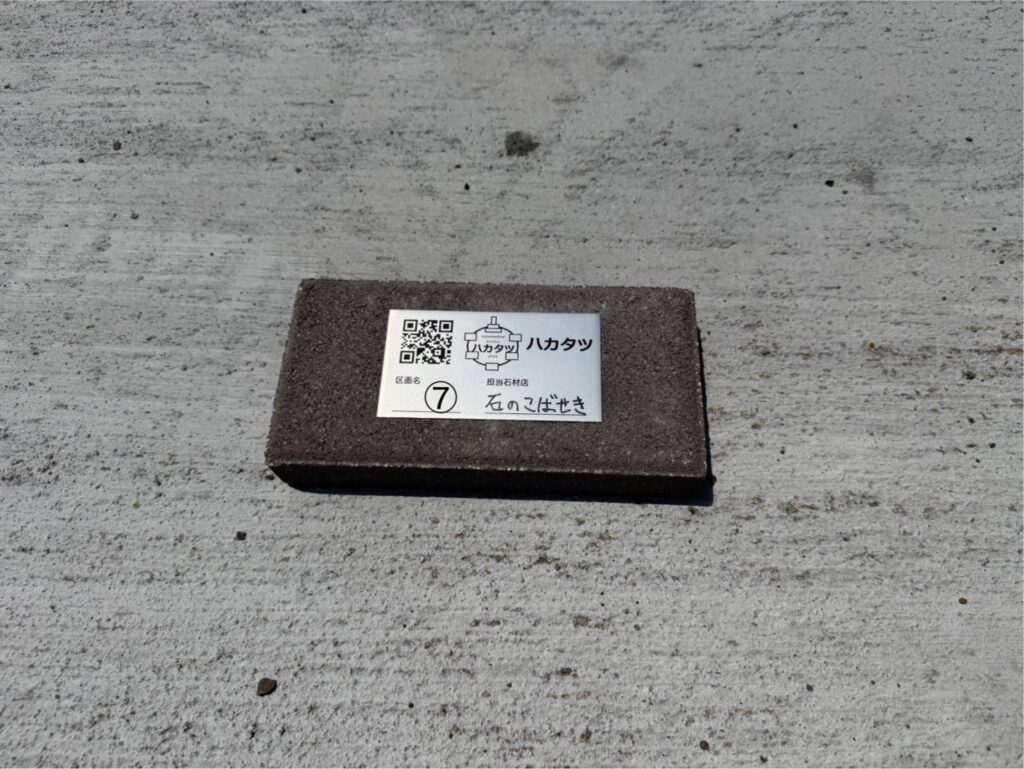 ハカタツ
ハカタツ
区画名
⑦
担当石材店
石のこばせき